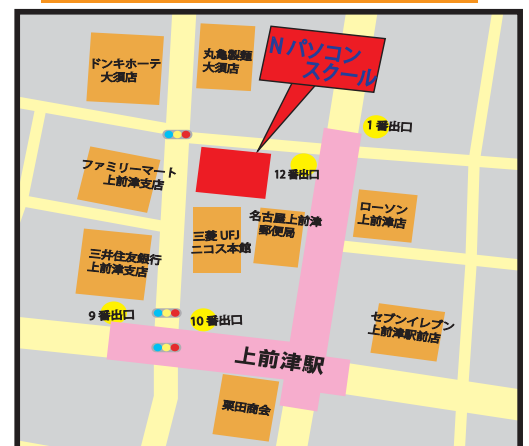 Nパソコン
スクール
ドンキホーテ
大須店
丸亀製麺
大須店
1番出口
12番出口
ファミリーマート
上前津支店
ローソン
上前津店
名古屋上前津
郵便局
三菱UFJ
ニコス本館
三井住友銀行
上前津支店
9番出口
10番出口
セブンイレブン
上前津駅前店
上前津駅
栗田商会